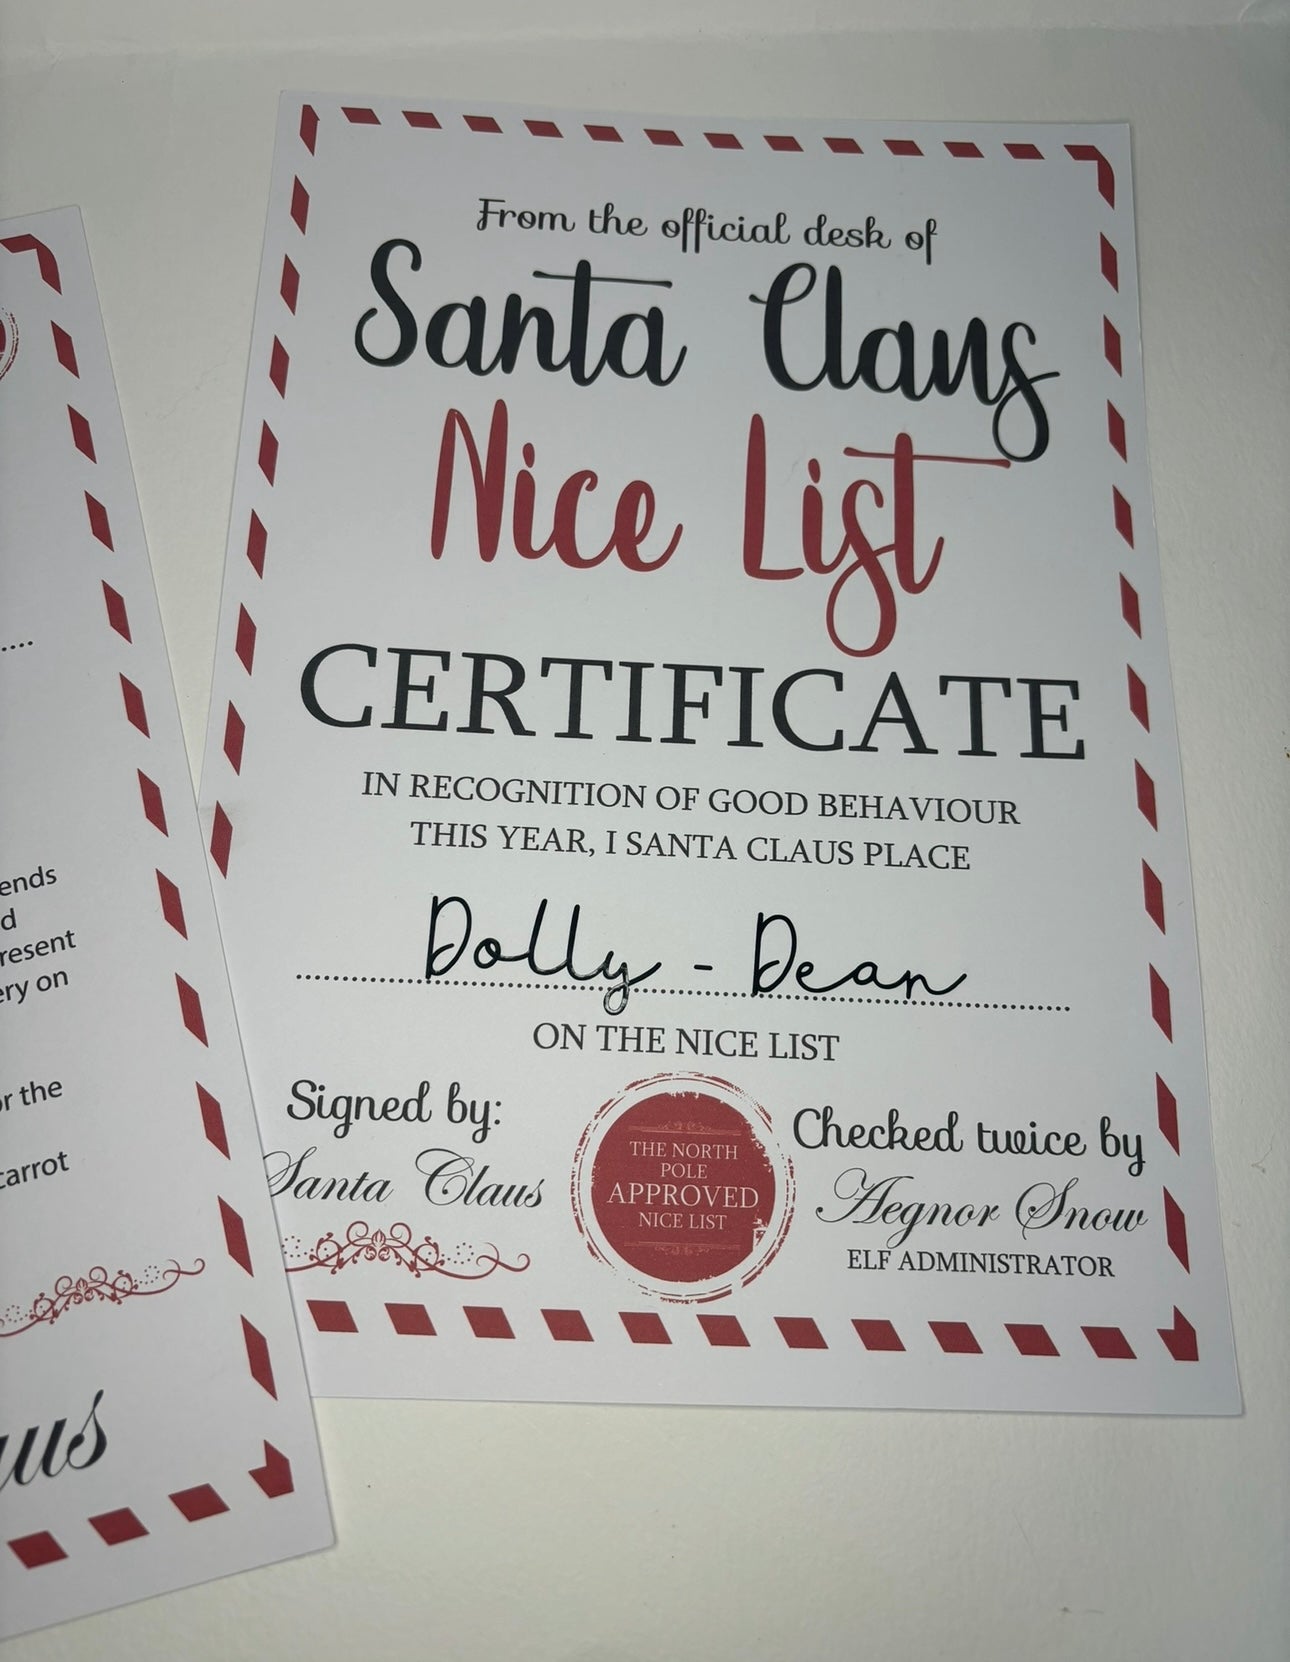 From the official desk of
Santa Claus
Nice List
CERTIFICATE
IN RECOGNITION OF GOOD BEHAVIOUR
THIS YEAR, I SANTA CLAUS PLACE
Dolly - Dean
ON THE NICE LIST
Signed by:
Santa Claus
THE NORTH
POLE
APPROVED
NICE LIST
Checked twice by
Aegnor Snow
ELF ADMINISTRATOR
ends
d
resent
ery on
or the
carrot
aus